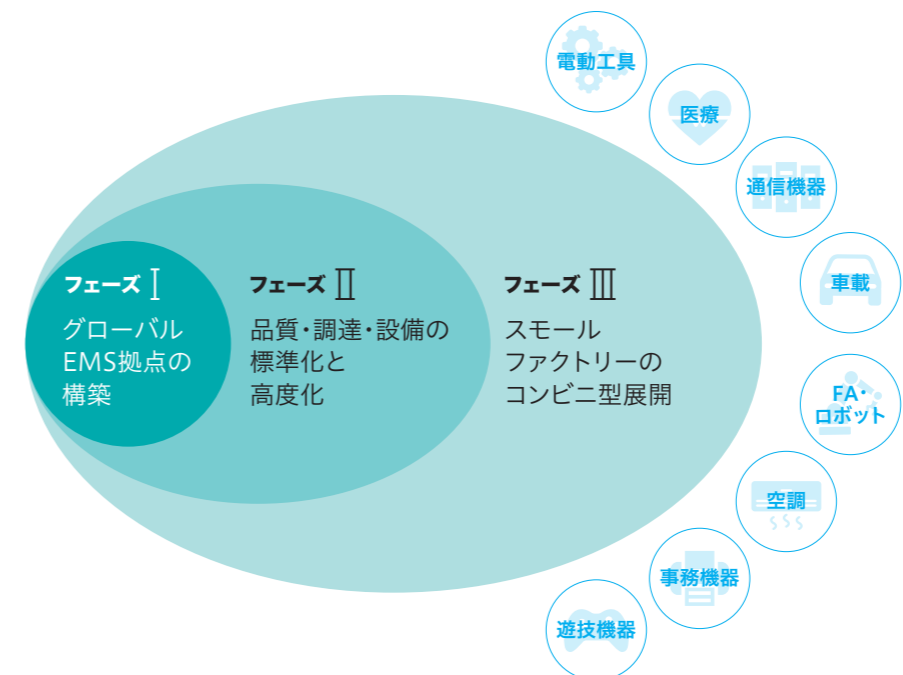 フェーズ Ⅰ
グローバル
EMS拠点の
構築
フェーズ Ⅱ
品質・調達・設備の
標準化と
高度化
フェーズ Ⅲ
スモール
ファクトリーの
コンビニ型展開
電動工具
医療
通信機器
車載
FA・
ロボット
空調
事務機器
遊技機器